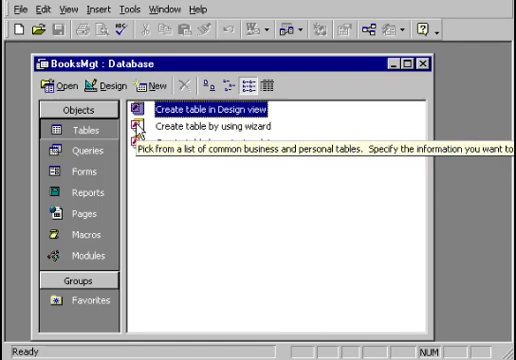 File Edit View Insert Tools Window Help
BooksMgt : Database
Open Design New
Objects
Tables
Queries
Forms
Reports
Pages
Macros
Modules
Groups
Favorites
Create table in Design view
Create table by using wizard
Pick from a list of common business and personal tables. Specify the information you want to
Ready
NUM